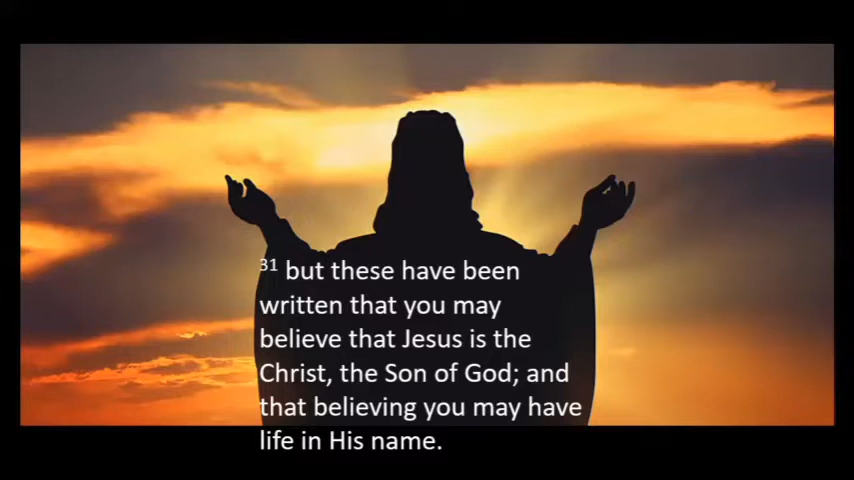 31 but these have been
written that you may
believe that Jesus is the
Christ, the Son of God; and
that believing you may have
life in His name.